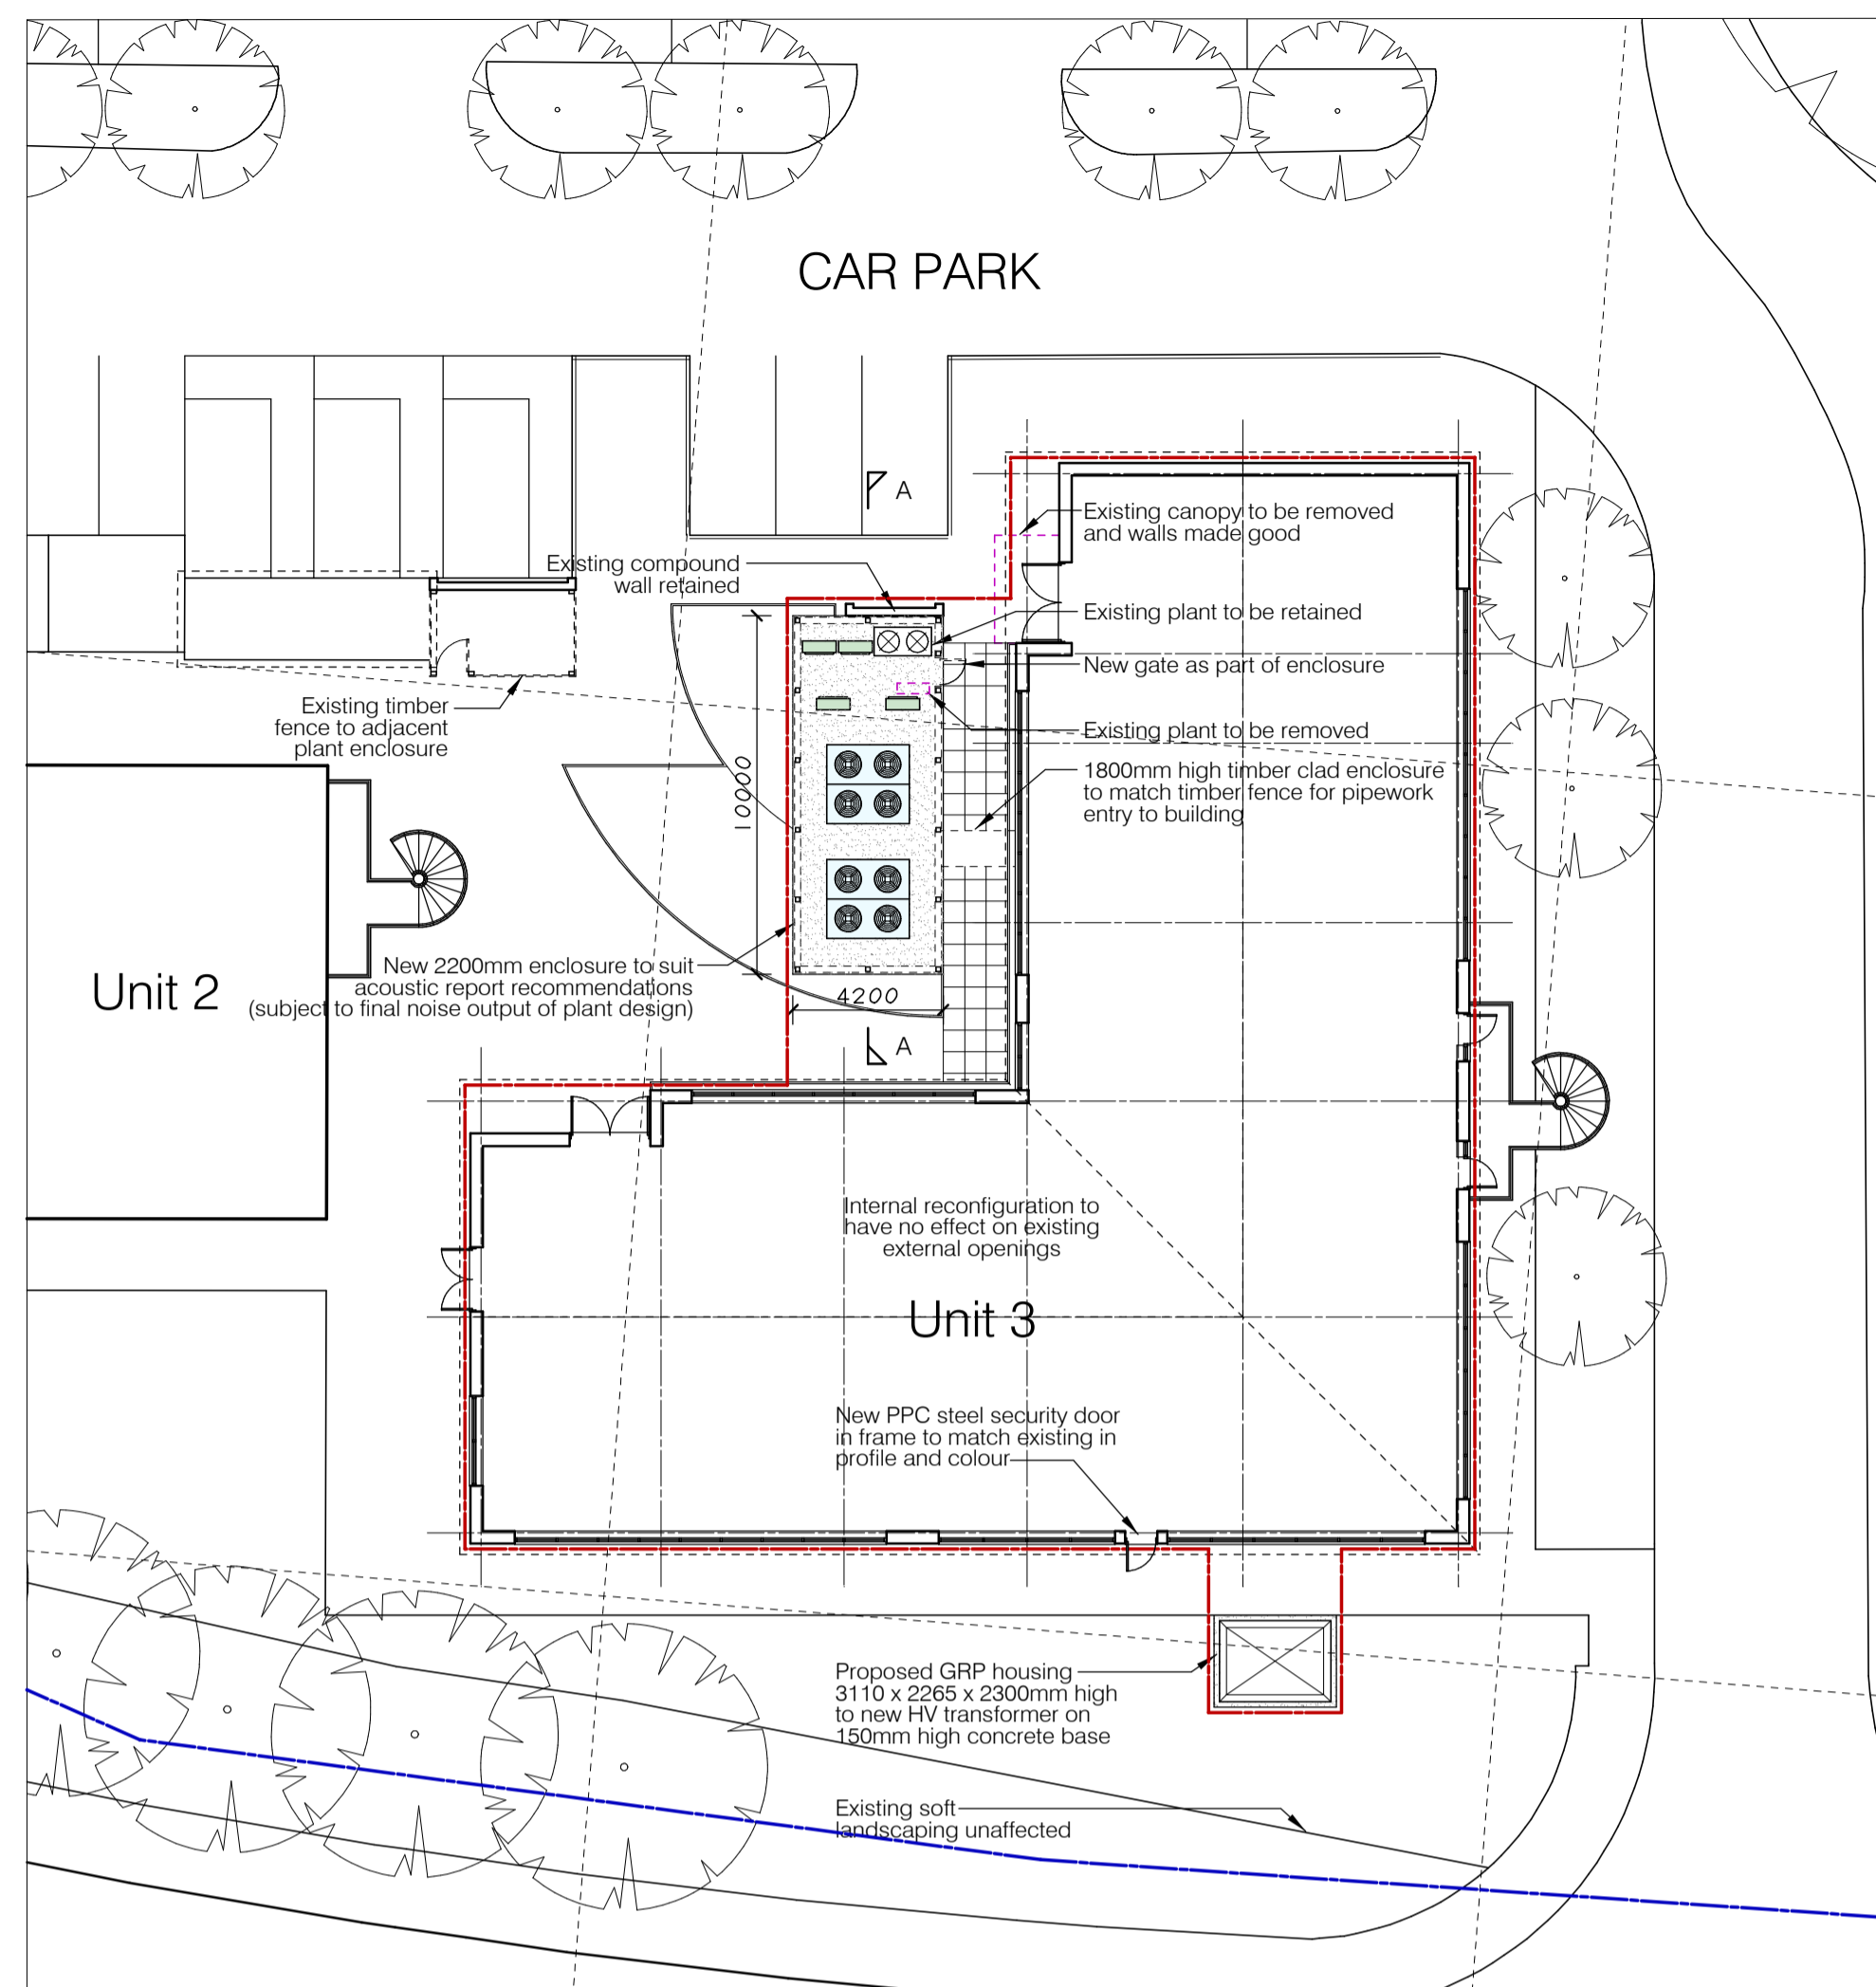 CAR PARK
A
Existing canopy to be removed
and walls made good
Existing compound
wall retained
Existing plant to be retained
New gate as part of enclosure
Existing timber
fence to adjacent
plant enclosure
Existing plant to be removed
1800mm high timber clad enclosure
to match timber fence for pipework
entry to building
10000
New 2200mm enclosure to suit
acoustic report recommendations
(subject to final noise output of plant design)
Unit 2
4200
A
Internal reconfiguration to
have no effect on existing
external openings
Unit 3
New PPC steel security door
in frame to match existing in
profile and colour
Proposed GRP housing
3110 x 2265 x 2300mm high
to new HV transformer on
150mm high concrete base
Existing soft
landscaping unaffected